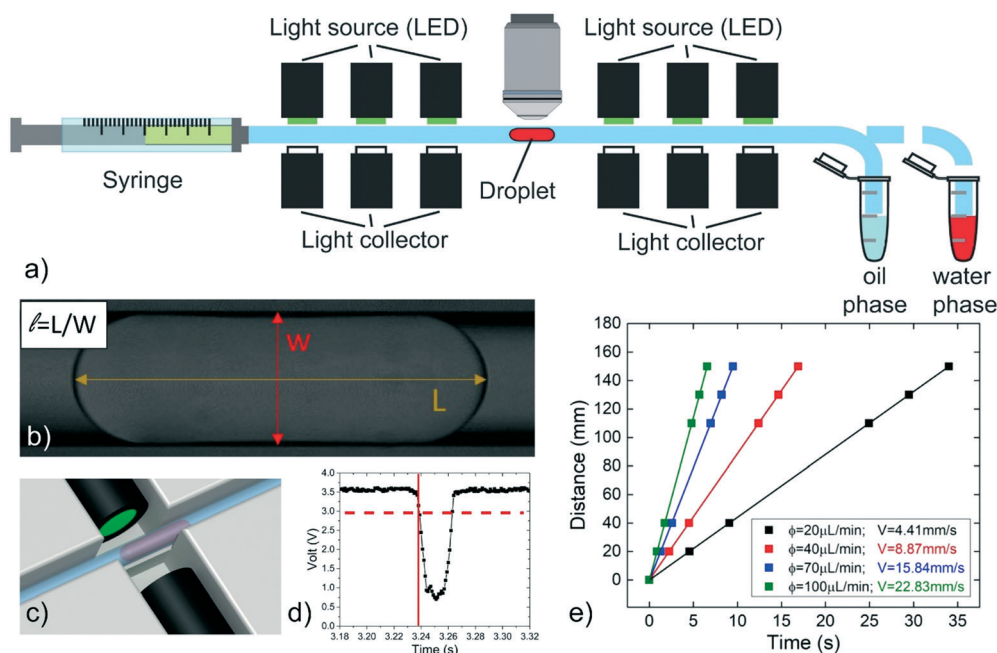 a)
Light source (LED)
Light source (LED)
Syringe
Droplet
Light collector
Light collector
oil
phase
water
phase
b)
ℓ=L/W
W
L
c)
d)
Volt (V)
4.0
3.5
3.0
2.5
2.0
1.5
1.0
0.5
0.0
3.18 3.20 3.22 3.24 3.26 3.28 3.30 3.32
Time (s)
e)
Distance (mm)
180
160
140
120
100
80
60
40
20
0
ϕ=20μL/min; V=4.41mm/s
ϕ=40μL/min; V=8.87mm/s
ϕ=70μL/min; V=15.84mm/s
ϕ=100μL/min; V=22.83mm/s
0 5 10 15 20 25 30 35
Time (s)